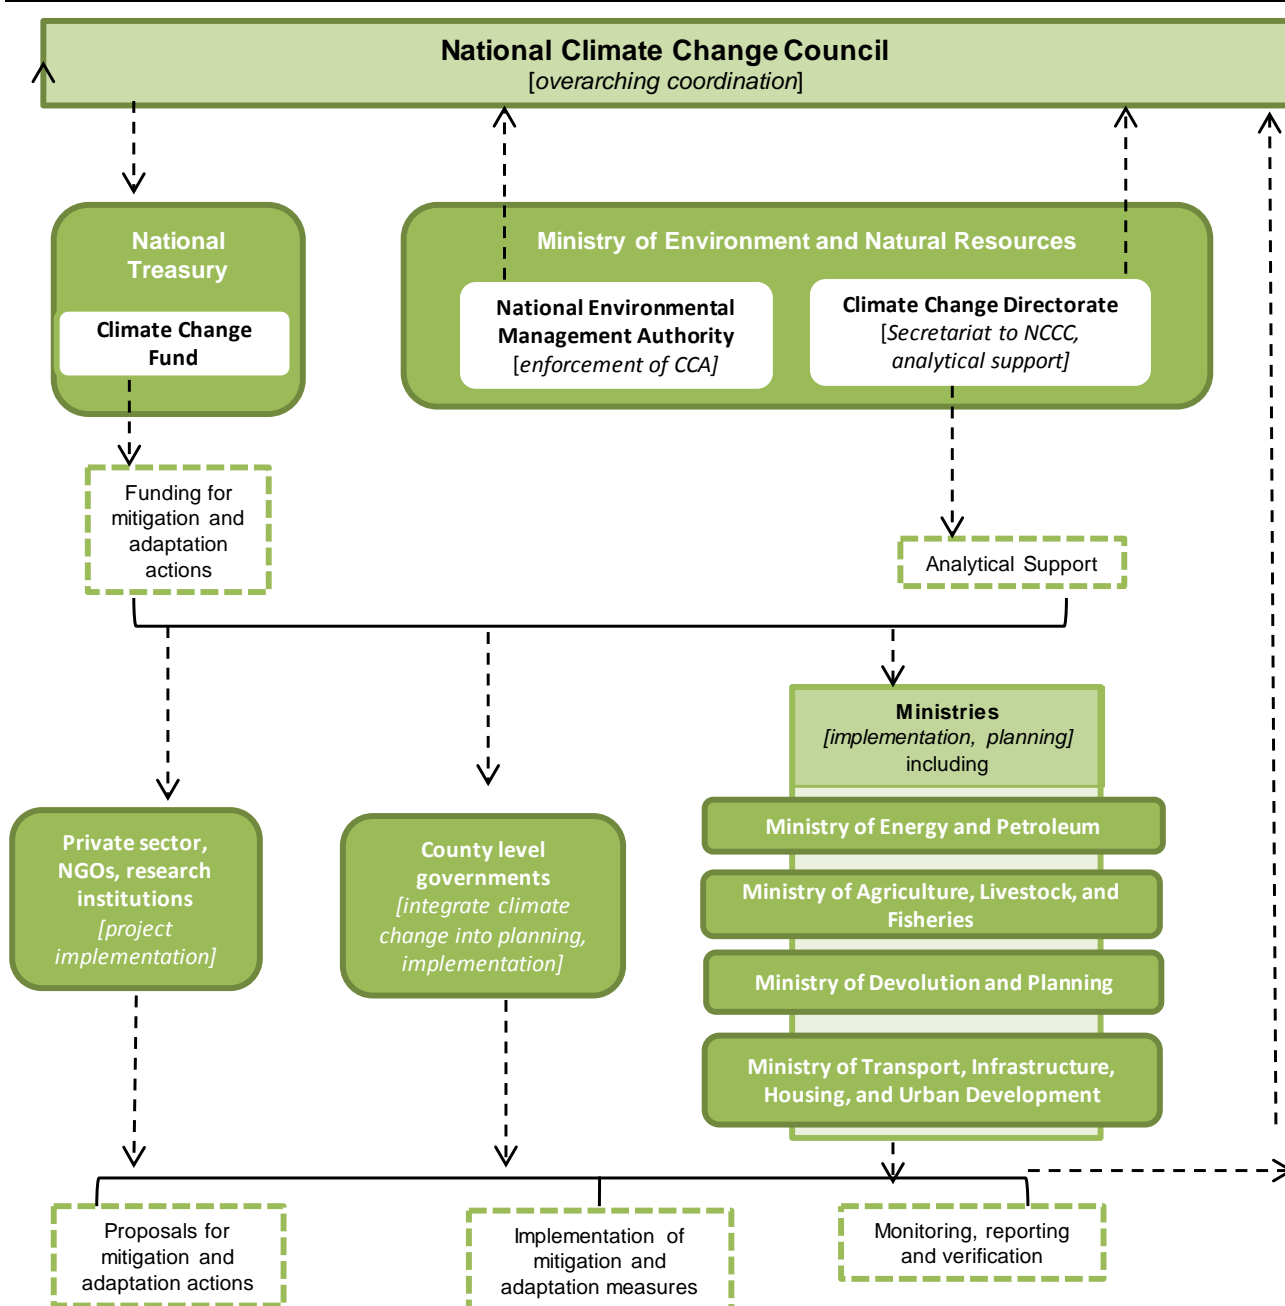 National Climate Change Council
[overarching coordination]
National
Treasury
Climate Change
Fund
Ministry of Environment and Natural Resources
National Environmental
Management Authority
[enforcement of CCA]
Climate Change Directorate
[Secretariat to NCCC,
analytical support]
Funding for
mitigation and
adaptation
actions
Analytical Support
Private sector,
NGOs, research
institutions
[project
implementation]
County level
governments
[integrate climate
change into planning,
implementation]
Ministries
[implementation, planning]
including
Ministry of Energy and Petroleum
Ministry of Agriculture, Livestock, and
Fisheries
Ministry of Devolution and Planning
Ministry of Transport, Infrastructure,
Housing, and Urban Development
Proposals for
mitigation and
adaptation actions
Implementation of
mitigation and
adaptation measures
Monitoring, reporting
and verification